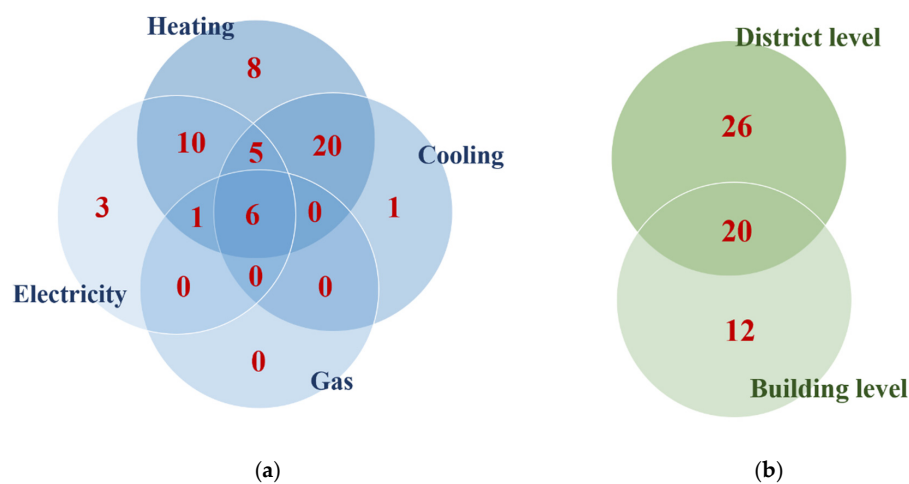 Heating
8
District level
26
10
5
20
Cooling
3
1
6
0
1
20
Electricity
0
0
0
12
0
Gas
Building level
(a)
(b)